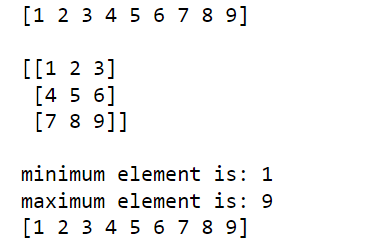 [1 2 3 4 5 6 7 8 9]
[[1 2 3]
[4 5 6]
[7 8 9]]
minimum element is: 1
maximum element is: 9
[1 2 3 4 5 6 7 8 9]